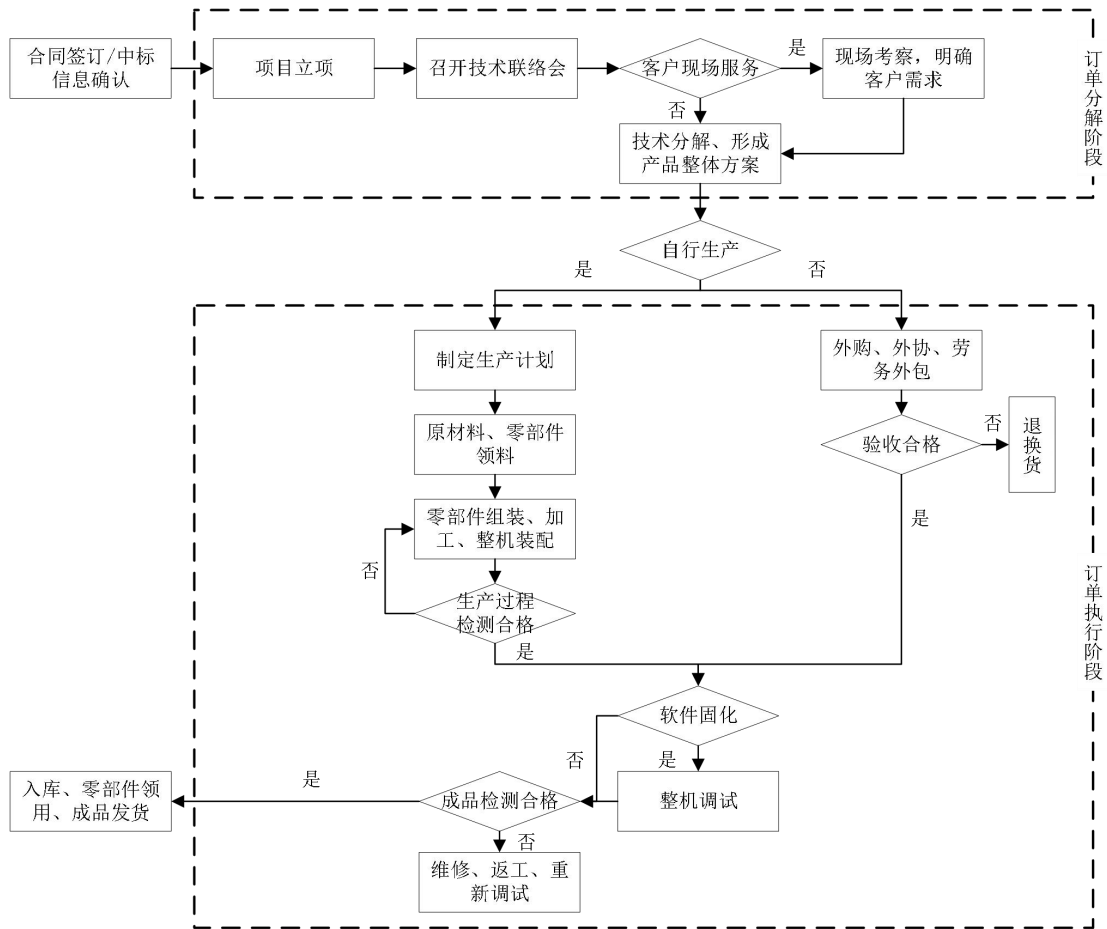 合同签订/中标
信息确认
项目立项
召开技术联络会
客户现场服务
是
现场考察，明确
客户需求
否
技术分解、形成
产品整体方案
订单分解阶段
自行生产
是
否
制定生产计划
外购、外协、劳
务外包
原材料、零部件
领料
验收合格
否
退换货
是
零部件组装、加
工、整机装配
否
生产过程
检测合格
是
订单执行阶段
软件固化
否
是
整机调试
成品检测合格
是
入库、零部件领
用、成品发货
否
维修、返工、重
新调试